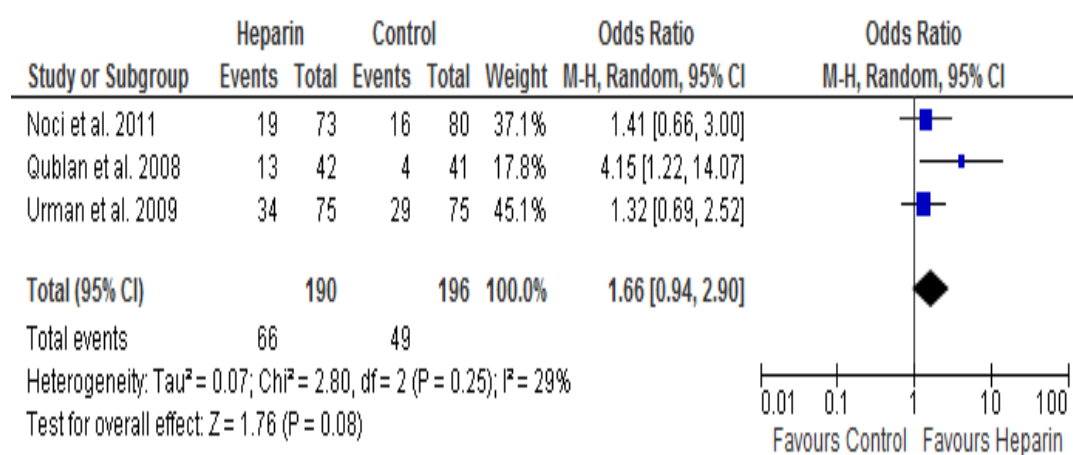 Heparin Control Odds Ratio Odds Ratio
Study or Subgroup Events Total Events Total Weight M-H, Random, 95% CI M-H, Random, 95% CI
Noci et al. 2011 19 73 16 80 37.1% 1.41 [0.66, 3.00]
Qublan et al. 2008 13 42 4 41 17.8% 4.15 [1.22, 14.07]
Urman et al. 2009 34 75 29 75 45.1% 1.32 [0.69, 2.52]
Total (95% CI) 190 196 100.0% 1.66 [0.94, 2.90]
Total events 66 49
Heterogeneity: Tau² = 0.07; Chi² = 2.80, df = 2 (P = 0.25); I² = 29%
Test for overall effect: Z = 1.76 (P = 0.08)
0.01 0.1 1 10 100
Favours Control Favours Heparin